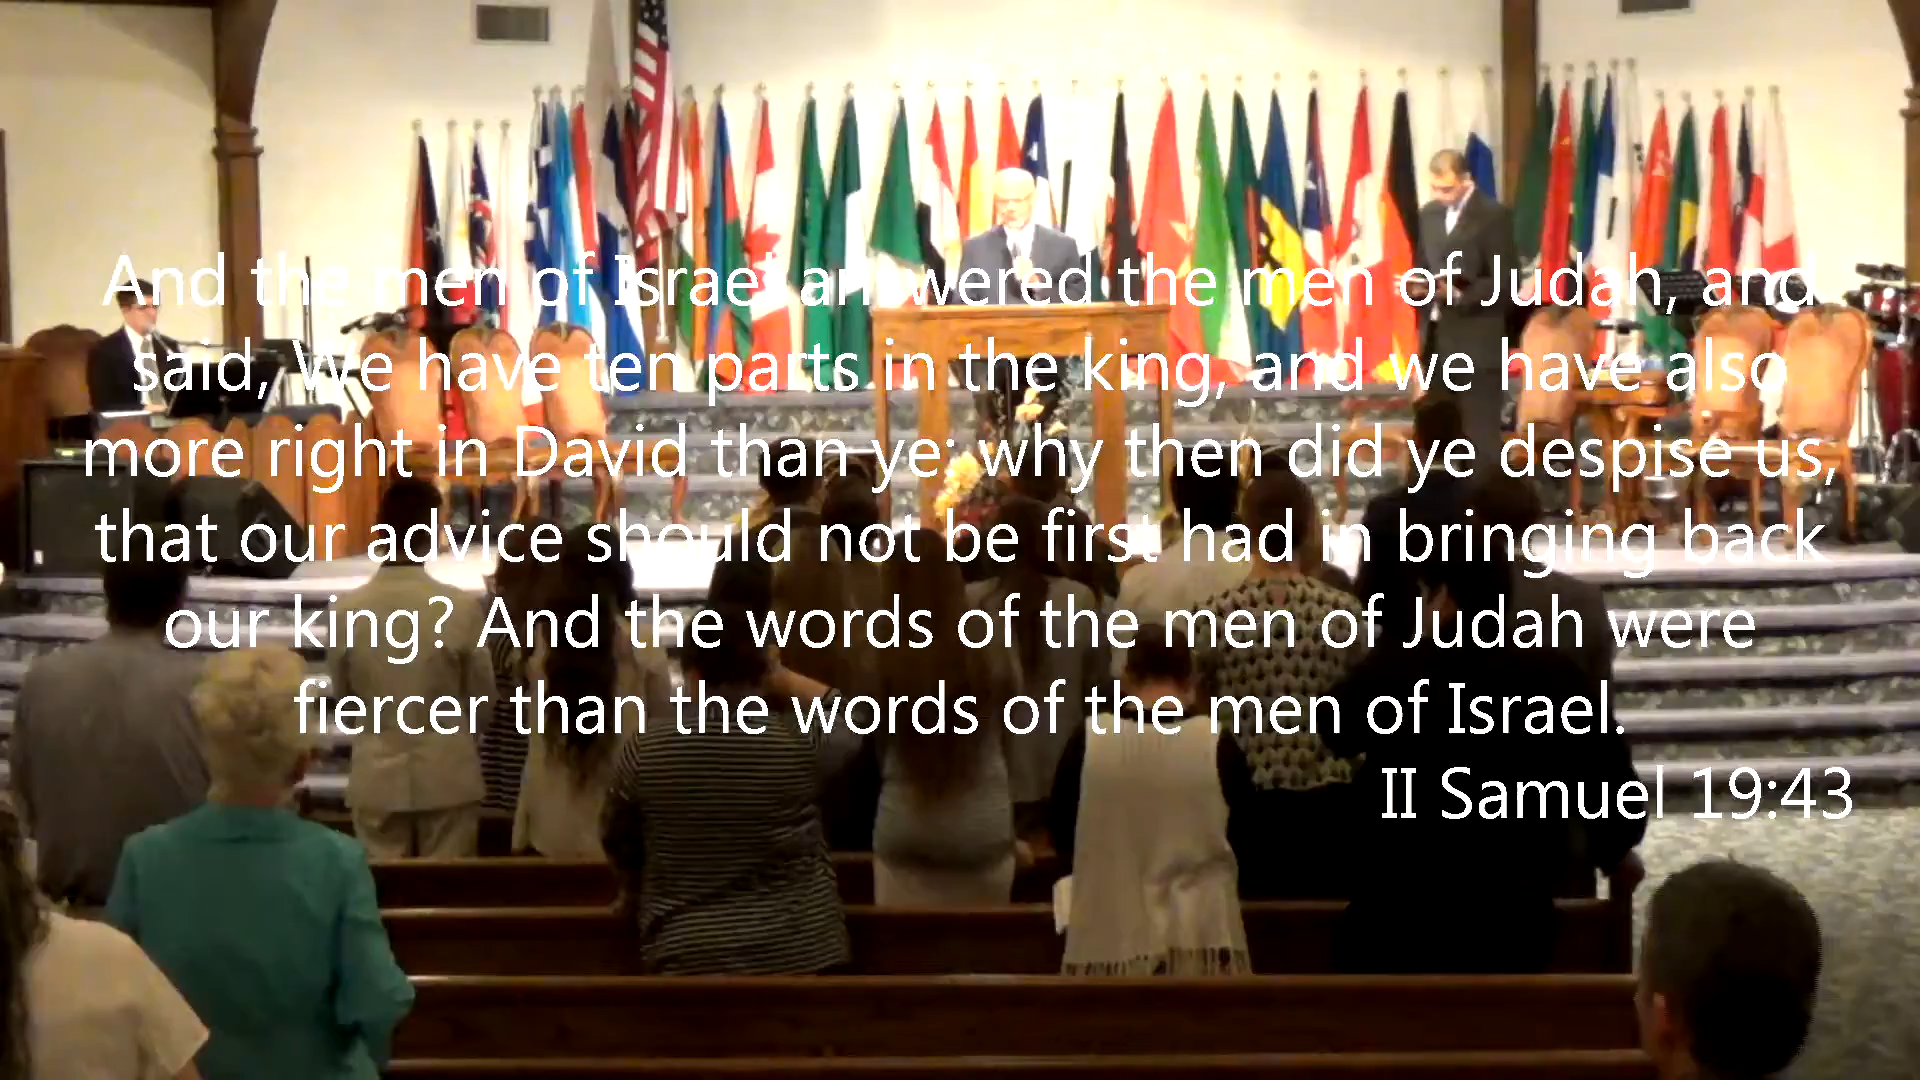 And the men of Israel answered the men of Judah, and
said, We have ten parts in the king, and we have also
more right in David than ye: why then did ye despise us,
that our advice should not be first had in bringing back
our king? And the words of the men of Judah were
fiercer than the words of the men of Israel.
II Samuel 19:43